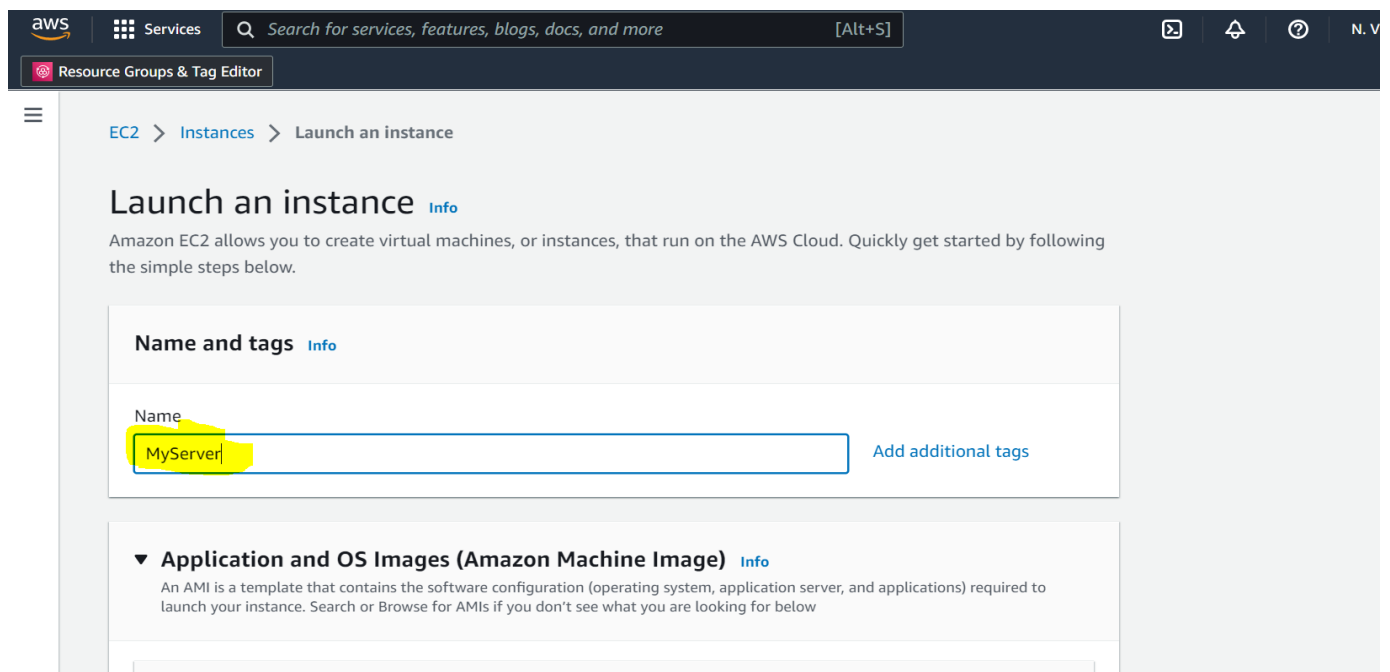 aws
Services
Search for services, features, blogs, docs, and more
[Alt+S]
N. V
Resource Groups & Tag Editor
EC2 > Instances > Launch an instance
Launch an instance Info
Amazon EC2 allows you to create virtual machines, or instances, that run on the AWS Cloud. Quickly get started by following
the simple steps below.
Name and tags Info
Name
MyServer
Add additional tags
Application and OS Images (Amazon Machine Image) Info
An AMI is a template that contains the software configuration (operating system, application server, and applications) required to
launch your instance. Search or Browse for AMIs if you don't see what you are looking for below